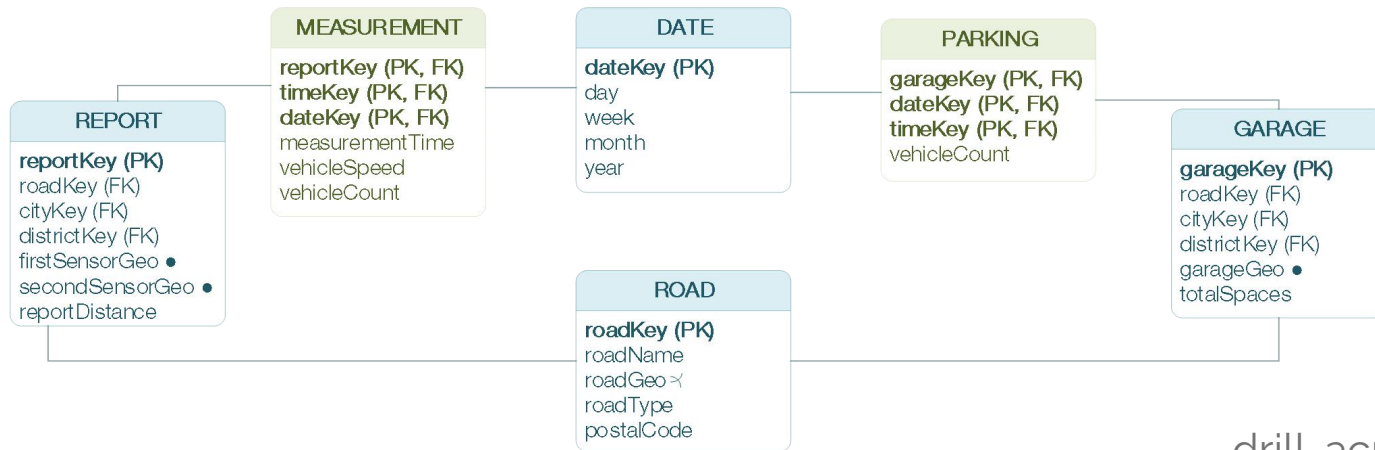 MEASUREMENT
reportKey (PK, FK)
timeKey (PK, FK)
dateKey (PK, FK)
measurementTime
vehicleSpeed
vehicleCount
DATE
dateKey (PK)
day
week
month
year
PARKING
garageKey (PK, FK)
dateKey (PK, FK)
timeKey (PK, FK)
vehicleCount
REPORT
reportKey (PK)
roadKey (FK)
cityKey (FK)
districtKey (FK)
firstSensorGeo
secondSensorGeo
reportDistance
GARAGE
garageKey (PK)
roadKey (FK)
cityKey (FK)
districtKey (FK)
garageGeo
totalSpaces
ROAD
roadKey (PK)
roadName
roadGeo
roadType
postalCode